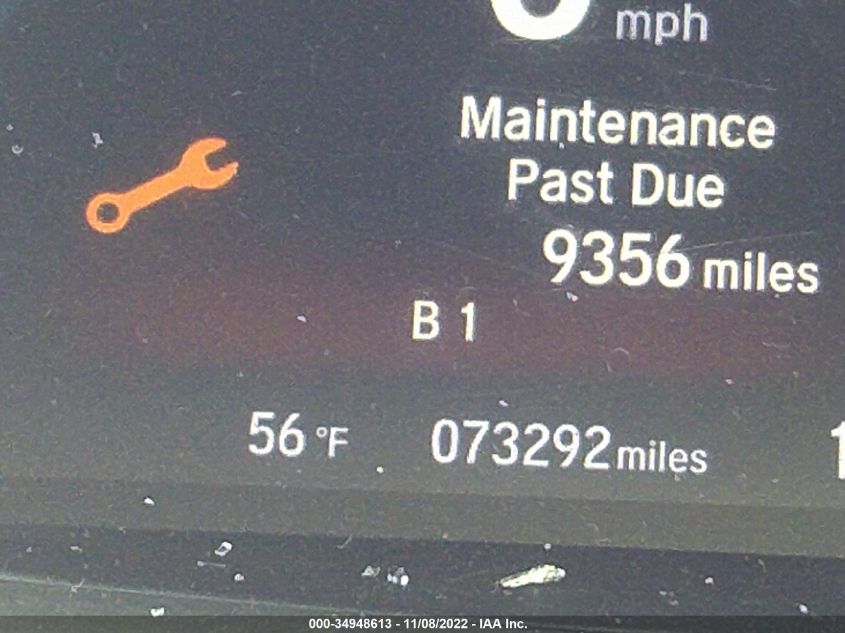 mph
Maintenance
Past Due
9356 miles
B 1
56 °F 073292 miles
000-34948613 - 11/08/2022 - IAA Inc.